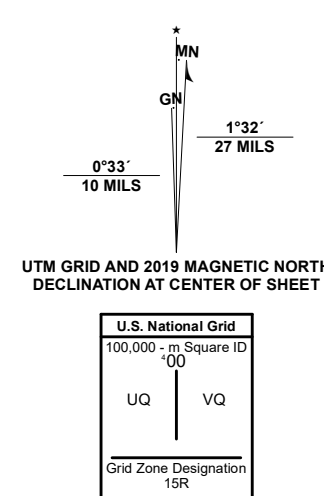 ★
MN
GN
1°32´
27 MILS
0°33´
10 MILS
UTM GRID AND 2019 MAGNETIC NORTH
DECLINATION AT CENTER OF SHEET
U.S. National Grid
100,000 - m Square ID
⁴00
UQ VQ
Grid Zone Designation
15R